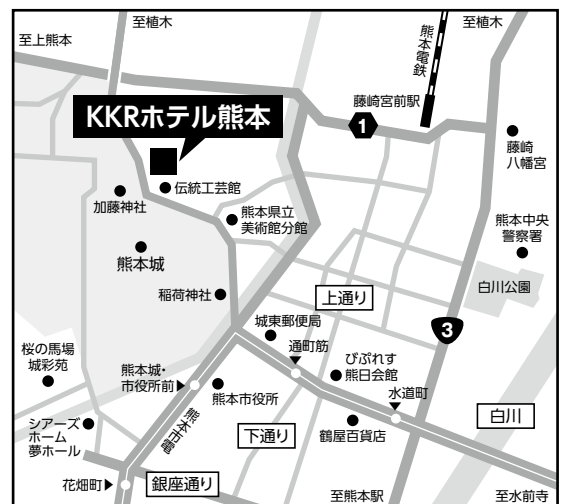 至上熊本
至植木
至植木
熊本電鉄
藤崎宮前駅
1
KKRホテル熊本
藤崎
八幡宮
伝統工芸館
加藤神社
熊本県立
美術館分館
熊本中央
警察署
熊本城
白川公園
稲荷神社
上通り
城東郵便局
3
桜の馬場
城彩苑
熊本城・
市役所前
通町筋
びぷれす
熊日会館
水道町
熊本市役所
熊本市電
白川
シアーズ
ホーム
夢ホール
下通り
鶴屋百貨店
花畑町
銀座通り
至熊本駅
至水前寺